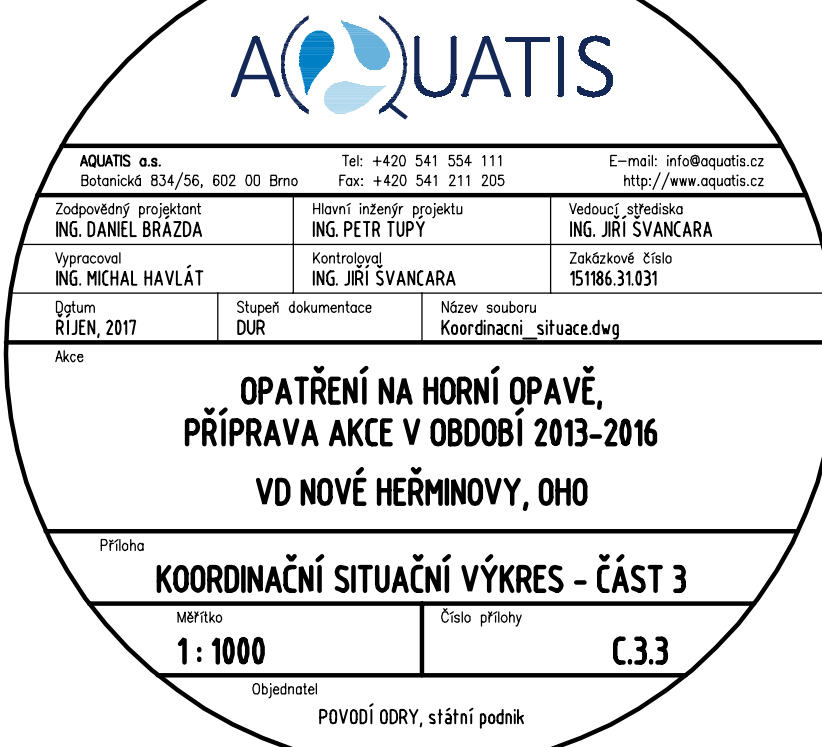 AQUATIS
AQUATIS a.s. Tel: +420 541 554 111 E-mail: info@aquatis.cz
Botanická 834/56, 602 00 Brno Fax: +420 541 211 205 http://www.aquatis.cz
Zodpovědný projektant Hlavní inženýr projektu Vedoucí střediska
ING. DANIEL BRÁZDA ING. PETR TUPÝ ING. JIŘÍ ŠVANCARA
Vypracoval Kontroloval Zakázkové číslo
ING. MICHAL HAVLÁT ING. JIŘÍ ŠVANCARA 151186.31.031
Datum Stupeň dokumentace Název souboru
ŘÍJEN, 2017 DUR Koordinacni_situace.dwg
Akce
OPATŘENÍ NA HORNÍ OPAVĚ,
PŘÍPRAVA AKCE V OBDOBÍ 2013-2016
VD NOVÉ HEŘMINOVY, OHO
Příloha
KOORDINAČNÍ SITUAČNÍ VÝKRES - ČÁST 3
Měřítko Číslo přílohy
1 : 1000 C.3.3
Objednatel
POVODÍ ODRY, státní podnik